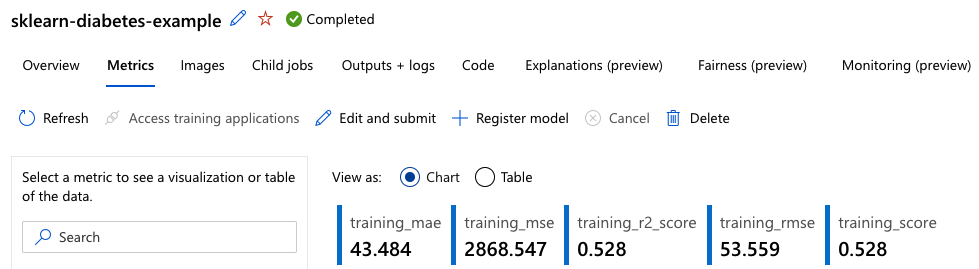 sklearn-diabetes-example Completed
Overview Metrics Images Child jobs Outputs + logs Code Explanations (preview) Fairness (preview) Monitoring (preview)
Refresh Access training applications Edit and submit Register model Cancel Delete
Select a metric to see a visualization or table
of the data.
Search
View as: Chart Table
training_mae training_mse training_r2_score training_rmse training_score
43.484 2868.547 0.528 53.559 0.528